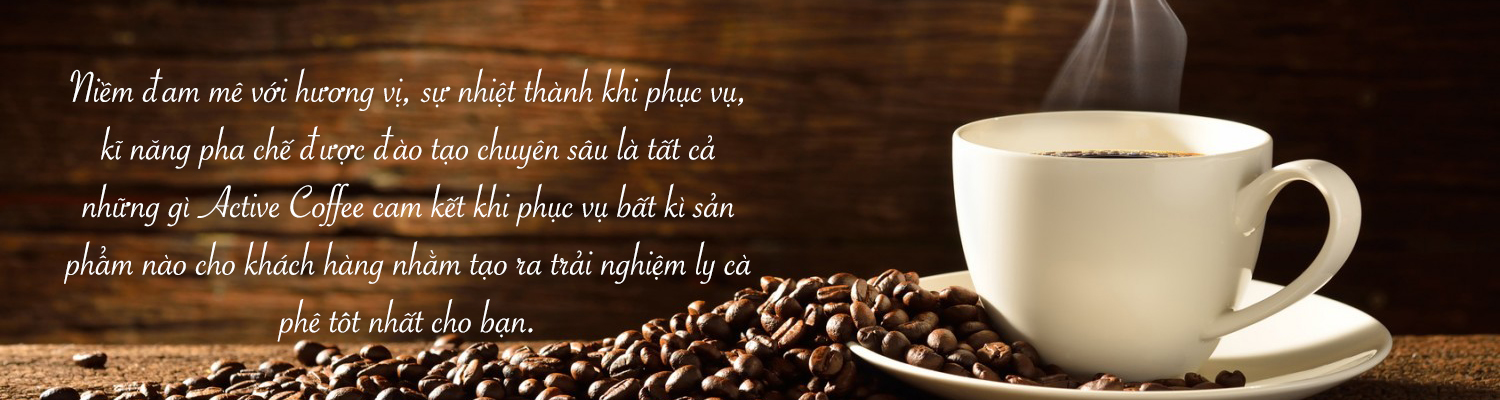 Niềm đam mê với hương vị, sự nhiệt thành khi phục vụ,
kĩ năng pha chế được đào tạo chuyên sâu là tất cả
những gì Active Coffee cam kết khi phục vụ bất kì sản
phẩm nào cho khách hàng nhằm tạo ra trải nghiệm ly cà
phê tốt nhất cho bạn.